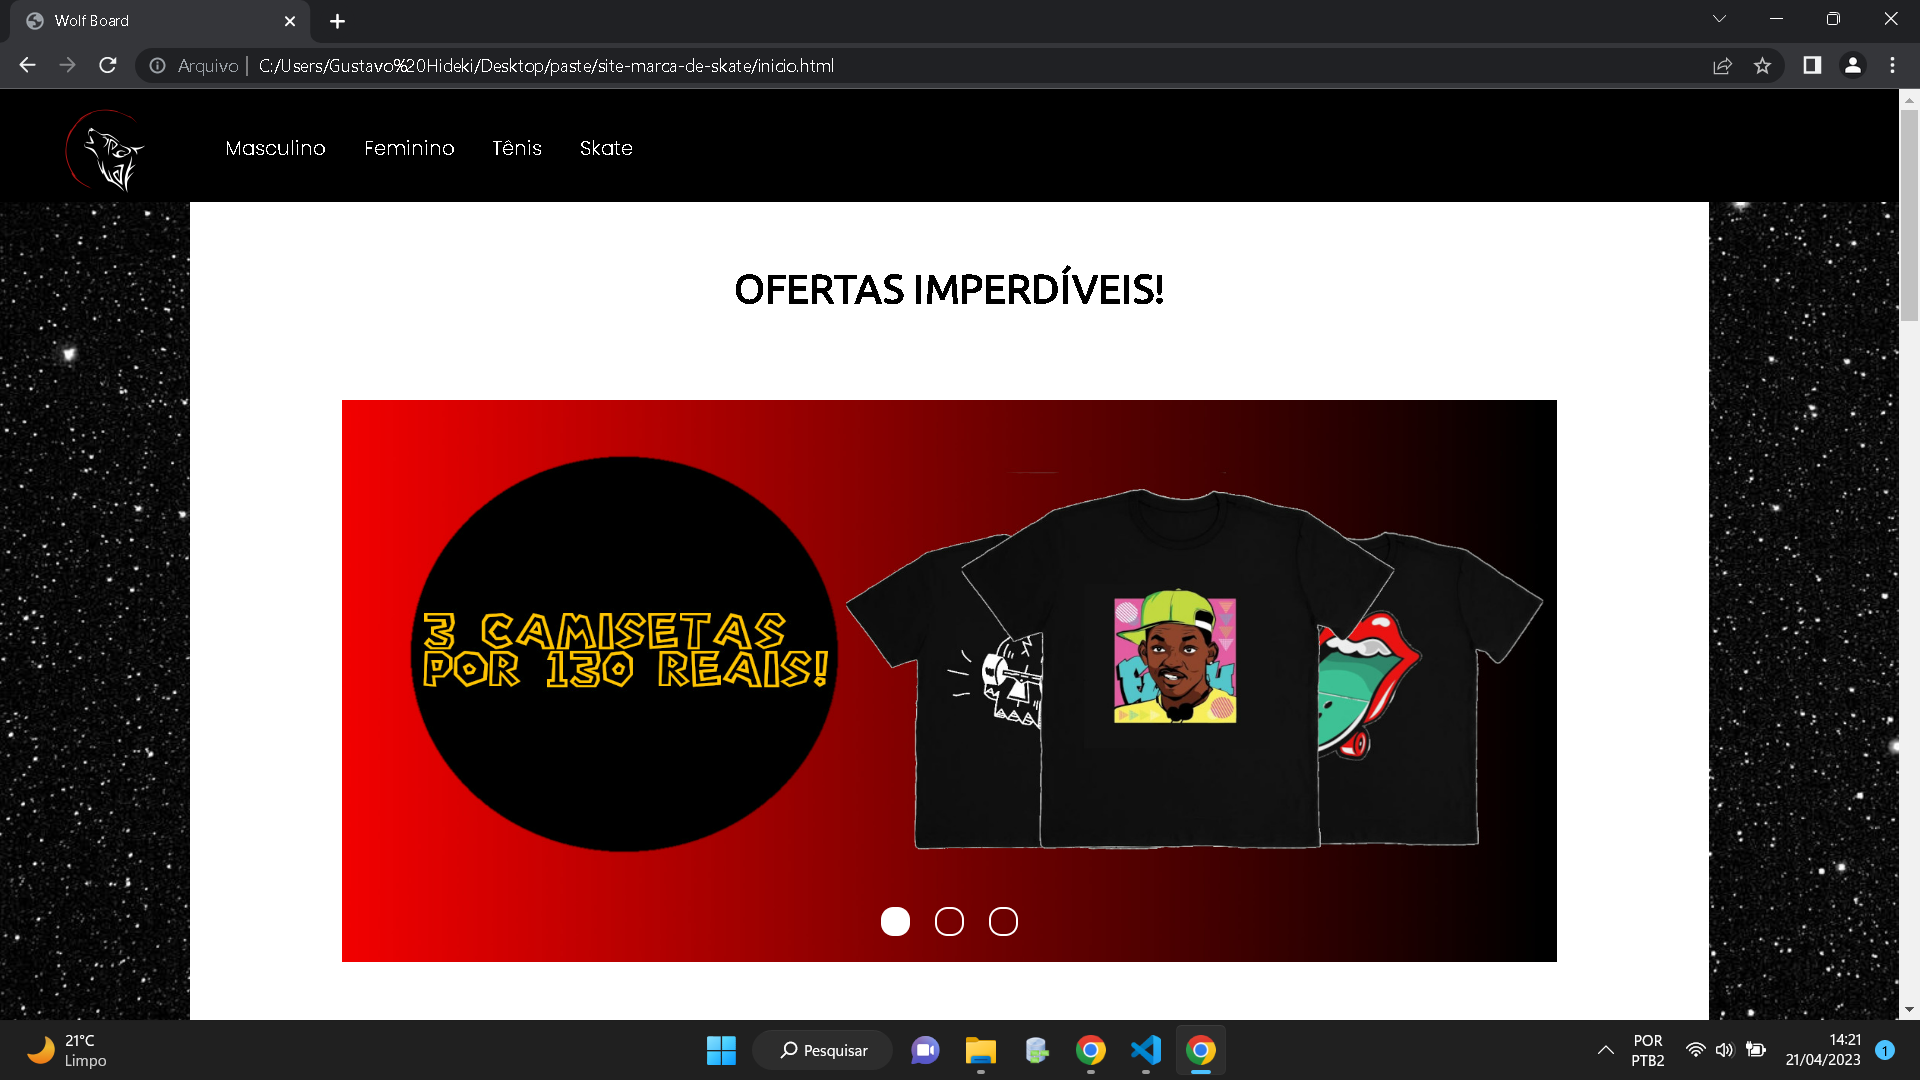 Wolf Board
Arquivo
C:/Users/Gustavo%20Hideki/Desktop/paste/site-marca-de-skate/inicio.html
Masculino
Feminino
Tênis
Skate
OFERTAS IMPERDÍVEIS!
3 CAMISETAS
POR 130 REAIS!
21°C
Limpo
Pesquisar
POR
PTB2
14:21
21/04/2023
1